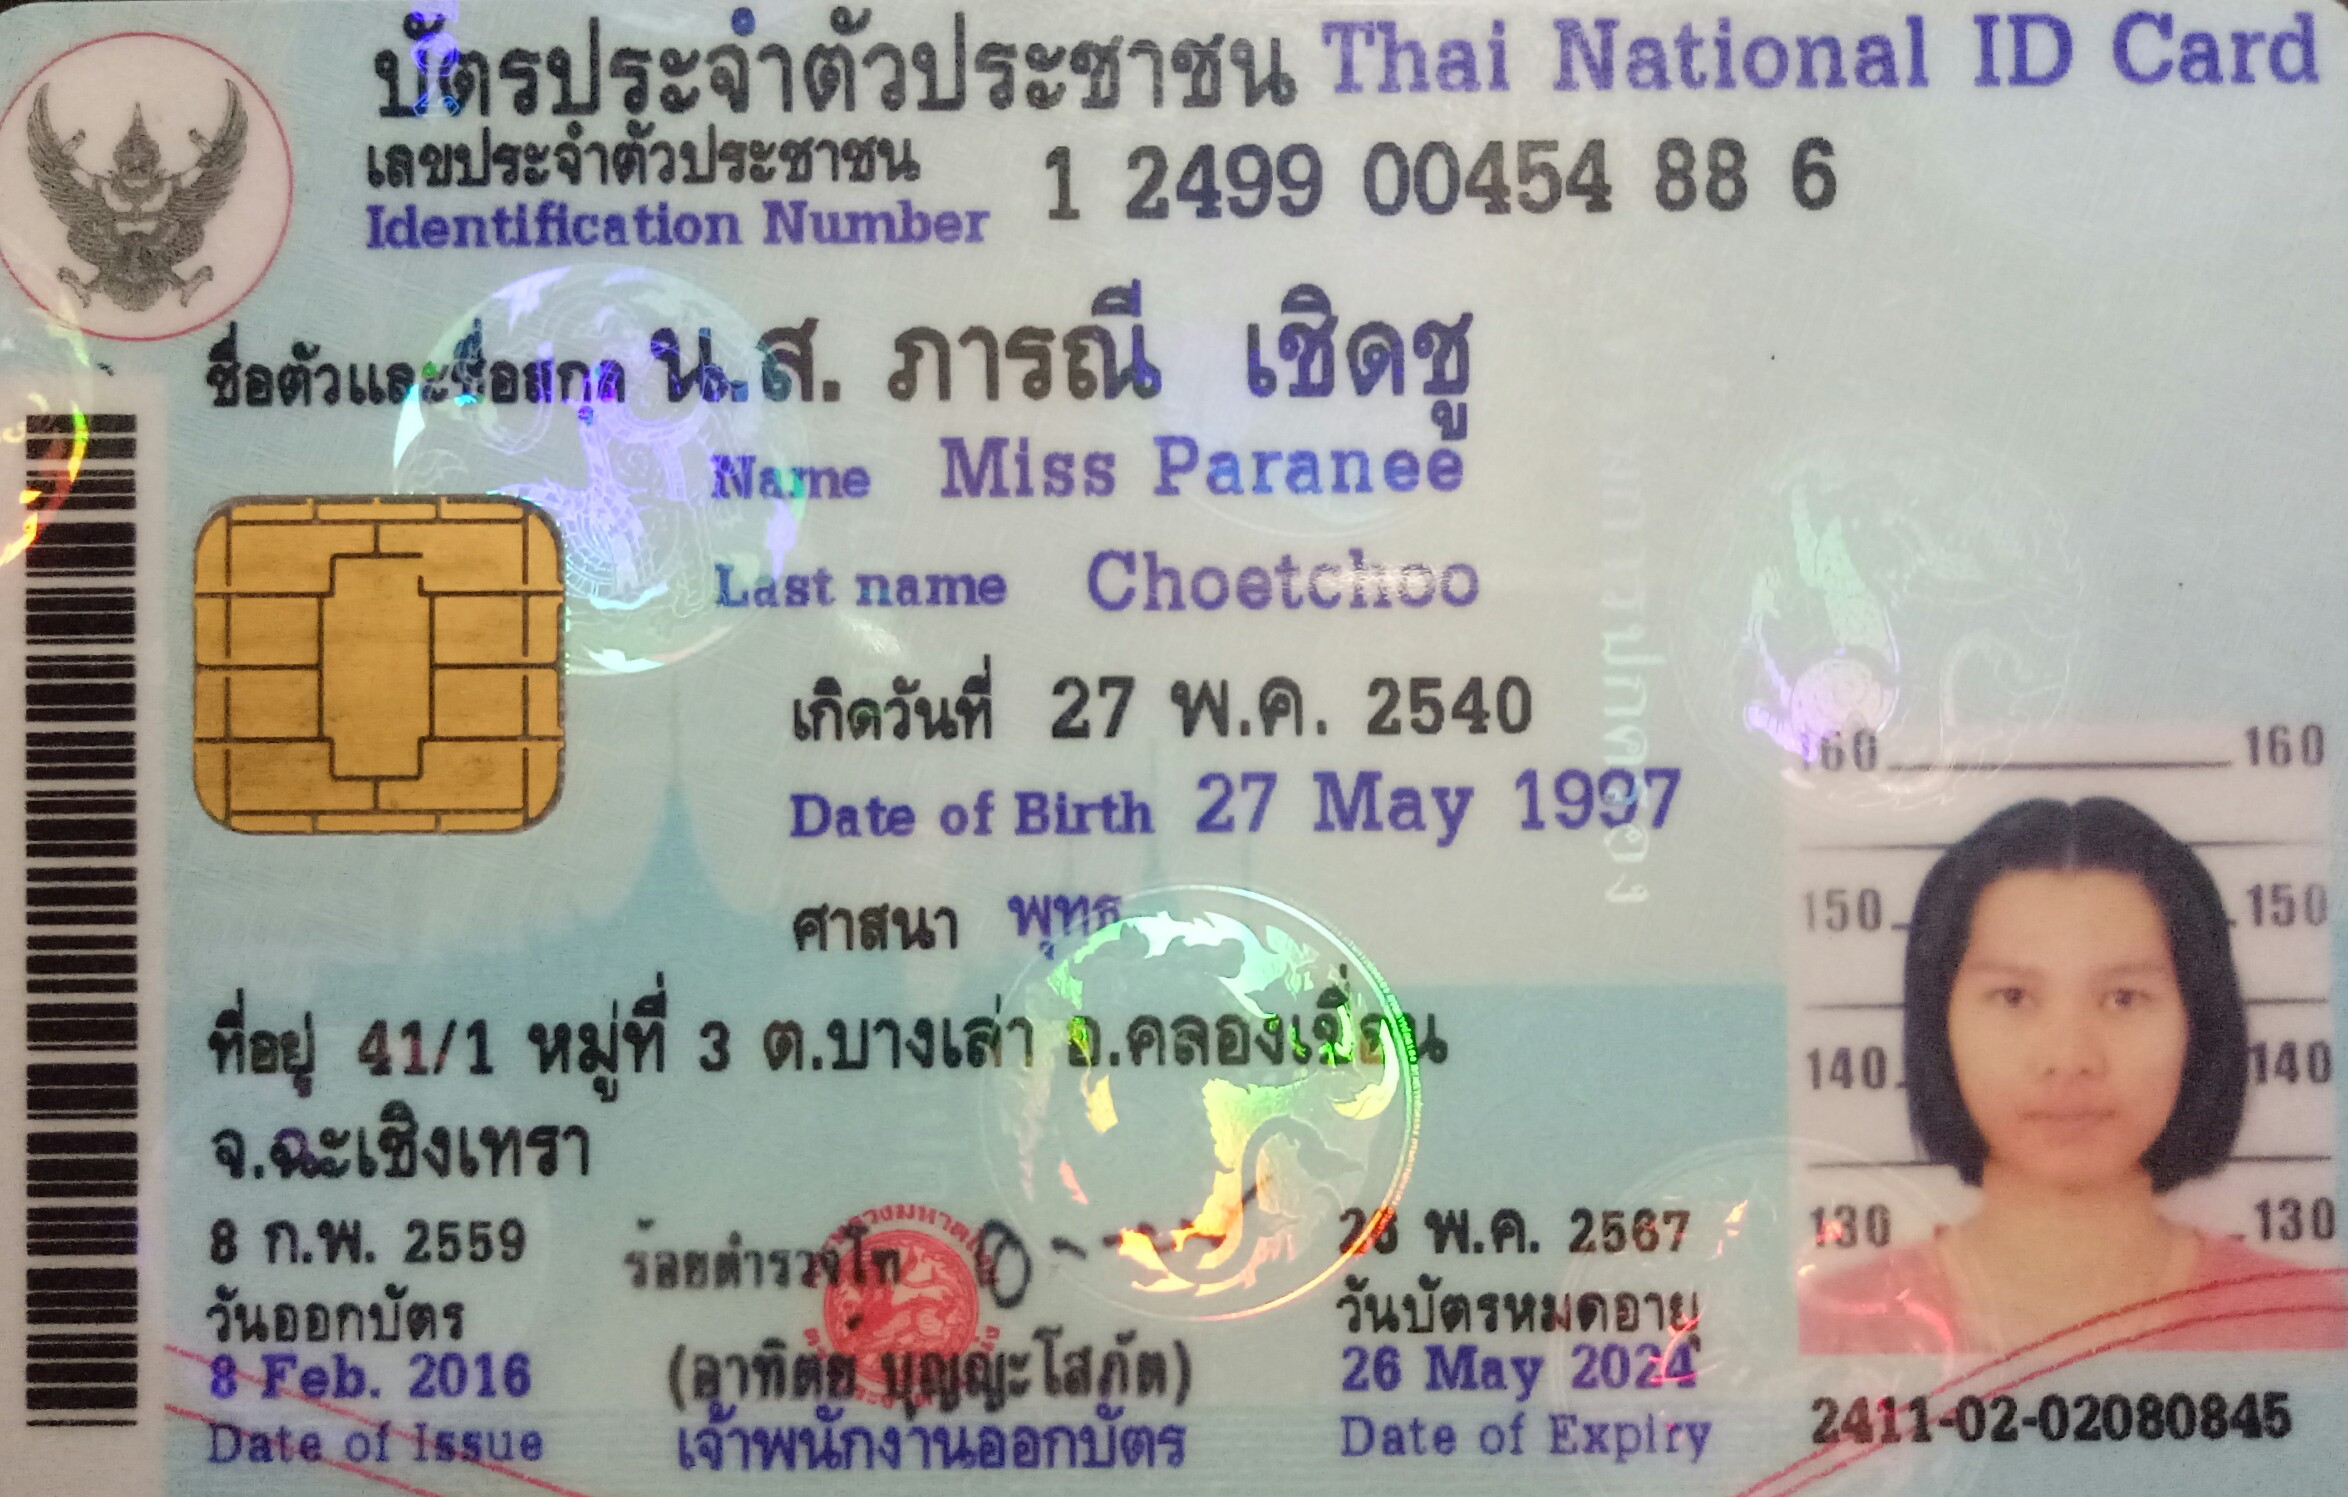 บัตรประจำตัวประชาชน Thai National ID Card
เลขประจำตัวประชาชน 1 2499 00454 88 6
Identification Number
ชื่อตัวและชื่อสกุล น.ส. ภารณี เชิดชู
Name Miss Paranee
Last name Choetchoo
เกิดวันที่ 27 พ.ค. 2540
Date of Birth 27 May 1997
ศาสนา พุทธ
ที่อยู่ 41/1 หมู่ที่ 3 ต.บางเล่า อ.คลองเขื่อน
จ.ฉะเชิงเทรา
8 ก.พ. 2559
วันออกบัตร
8 Feb. 2016
Date of Issue
ร้อยตำรวจโท
(อาทิตย์ บุญญะโสภัต)
เจ้าพนักงานออกบัตร
26 พ.ค. 2567
วันบัตรหมดอายุ
26 May 2024
Date of Expiry
160 160
150 150
140 140
130 130
2411-02-02080845